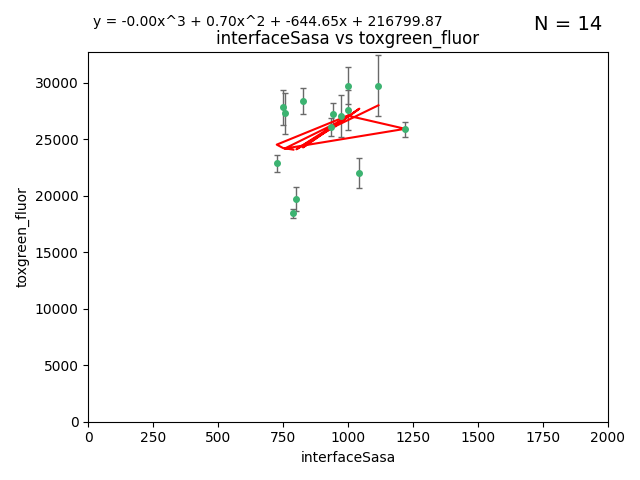 y = -0.00x^3 + 0.70x^2 + -644.65x + 216799.87
N = 14
interfaceSasa vs toxgreen_fluor
30000
25000
20000
15000
10000
5000
0
toxgreen_fluor
0 250 500 750 1000 1250 1500 1750 2000
interfaceSasa